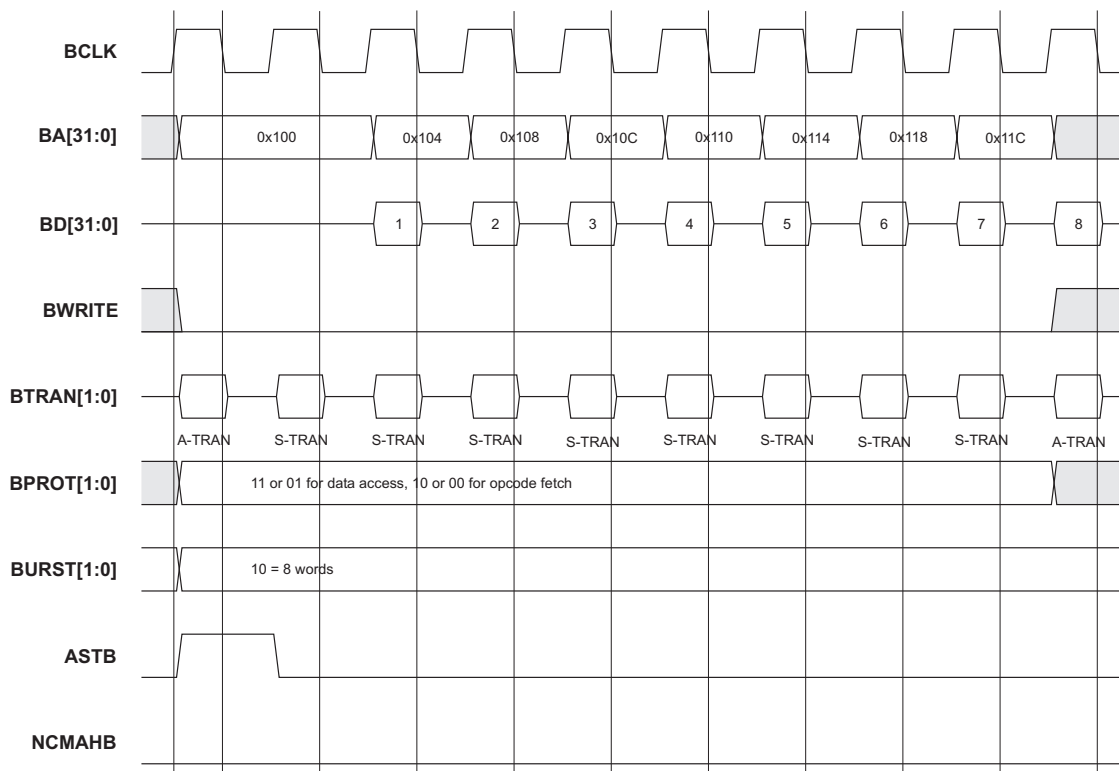 BCLK
BA[31:0] 0x100 0x104 0x108 0x10C 0x110 0x114 0x118 0x11C
BD[31:0] 1 2 3 4 5 6 7 8
BWRITE
BTRAN[1:0]
A-TRAN S-TRAN S-TRAN S-TRAN S-TRAN S-TRAN S-TRAN S-TRAN S-TRAN A-TRAN
BPROT[1:0] 11 or 01 for data access, 10 or 00 for opcode fetch
BURST[1:0] 10 = 8 words
ASTB
NCMAHB